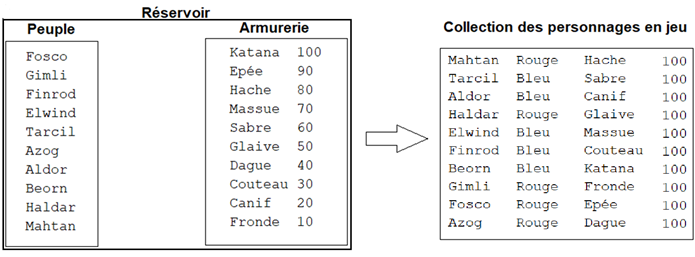 Réservoir
Peuple
Fosco
Gimli
Finrod
Elwind
Tarcil
Azog
Aldor
Beorn
Haldar
Mahtan
Armurerie
Katana 100
Epée 90
Hache 80
Massue 70
Sabre 60
Glaive 50
Dague 40
Couteau 30
Canif 20
Fronde 10
Collection des personnages en jeu
Mahtan Rouge Hache 100
Tarcil Bleu Sabre 100
Aldor Bleu Canif 100
Haldar Rouge Glaive 100
Elwind Bleu Massue 100
Finrod Bleu Couteau 100
Beorn Bleu Katana 100
Gimli Rouge Fronde 100
Fosco Rouge Epée 100
Azog Rouge Dague 100